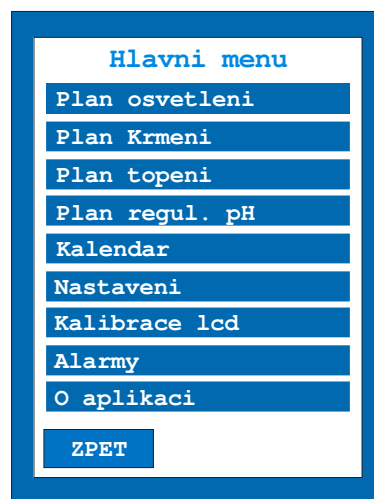 Hlavni menu
Plan osvetleni
Plan Krmeni
Plan topeni
Plan regul. pH
Kalendar
Nastaveni
Kalibrace lcd
Alarmy
O aplikaci
ZPET